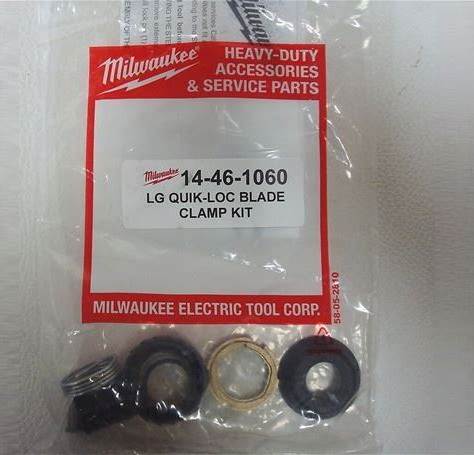 Milwaukee
HEAVY-DUTY
ACCESSORIES
& SERVICE PARTS
Milwaukee 14-46-1060
LG QUIK-LOC BLADE
CLAMP KIT
MILWAUKEE ELECTRIC TOOL CORP.
58-05-2810